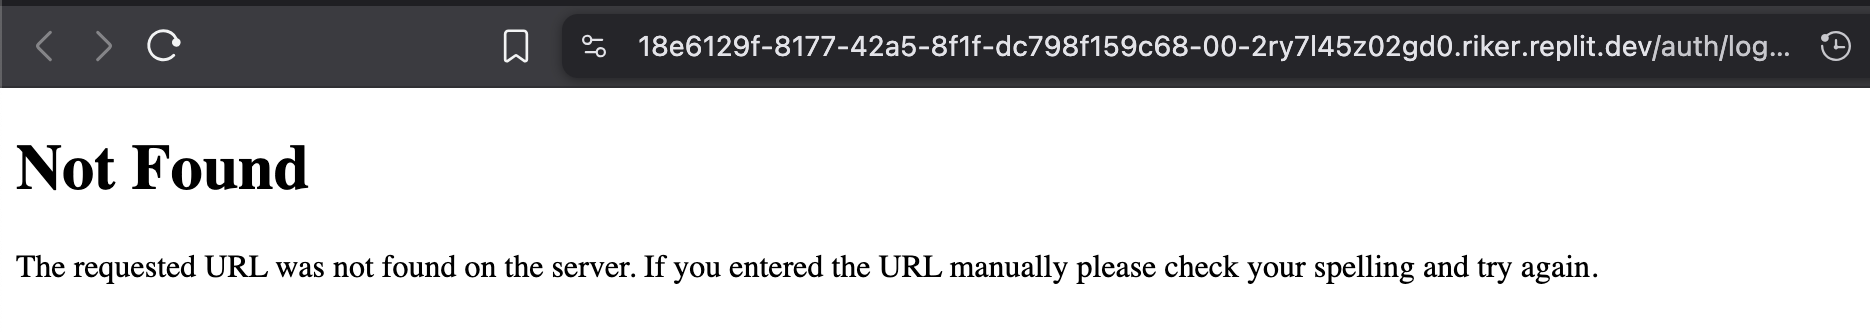 18e6129f-8177-42a5-8f1f-dc798f159c68-00-2ry7l45z02gd0.riker.replit.dev/auth/log...
Not Found
The requested URL was not found on the server. If you entered the URL manually please check your spelling and try again.